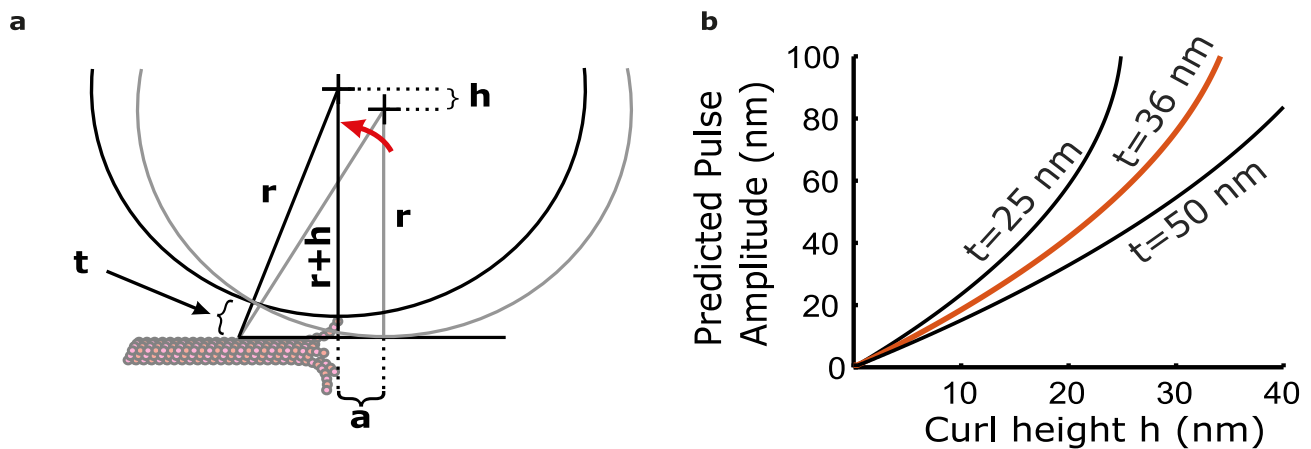 a
h
r
r
r+h
t
a
b
Predicted Pulse
Amplitude (nm)
100
80
60
40
20
0
t=25 nm
t=36 nm
t=50 nm
10
20
30
40
Curl height h (nm)